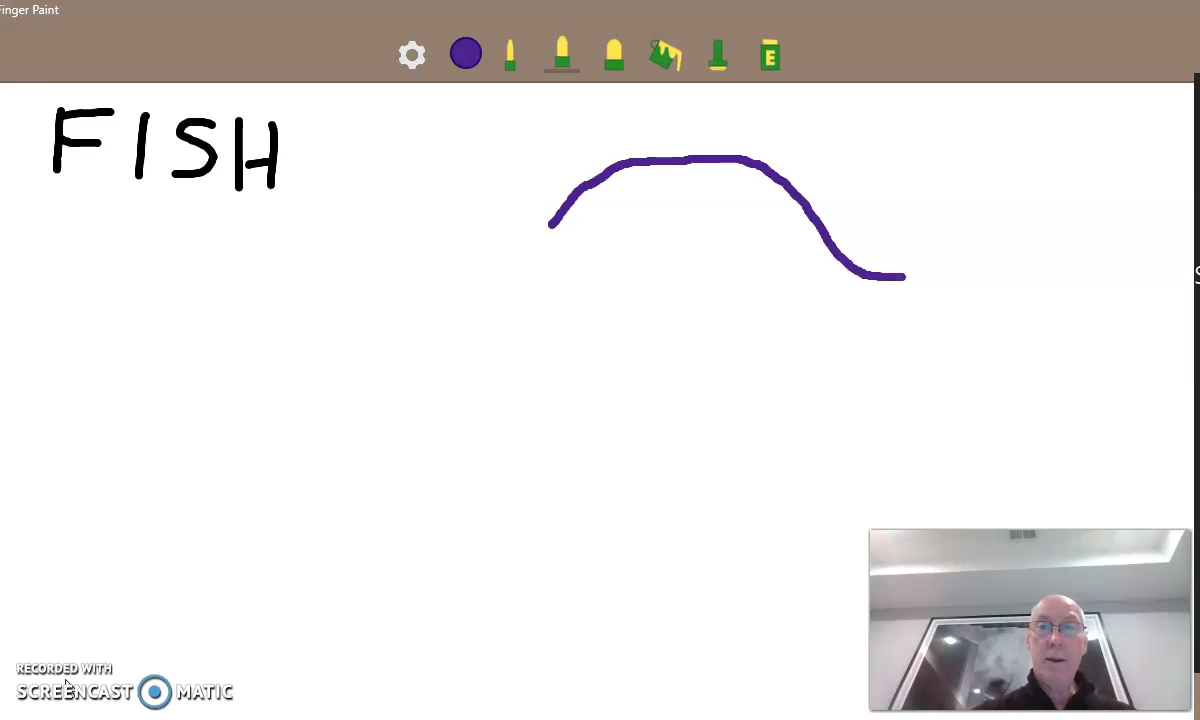 Finger Paint
E
FISH
S
RECORDED WITH
SCREENCAST MATIC